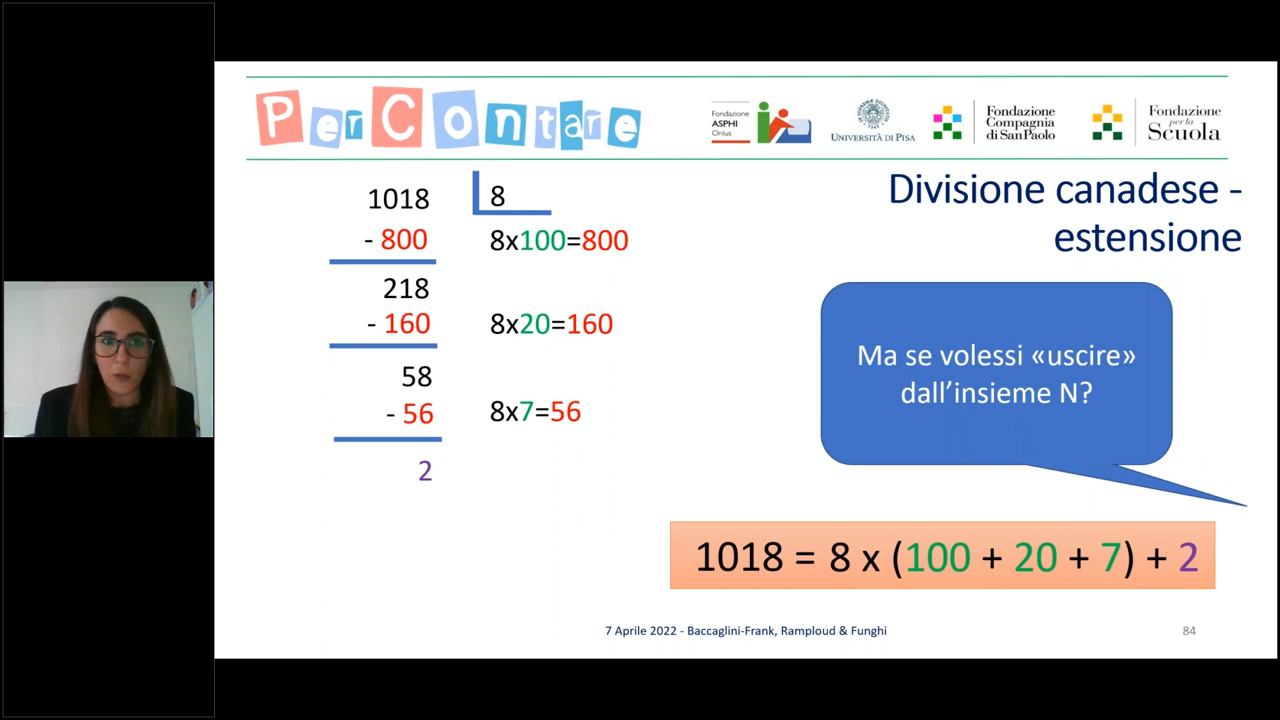 PerContare
Fondazione
ASPHI
Onlus
UNIVERSITÀ DI PISA
Fondazione
Compagnia
di SanPaolo
Fondazione
per la
Scuola
Divisione canadese -
estensione
1018 8
- 800 8x100=800
218
- 160 8x20=160
58
- 56 8x7=56
2
Ma se volessi «uscire»
dall’insieme N?
1018 = 8 x (100 + 20 + 7) + 2
7 Aprile 2022 - Baccaglini-Frank, Ramploud & Funghi
84